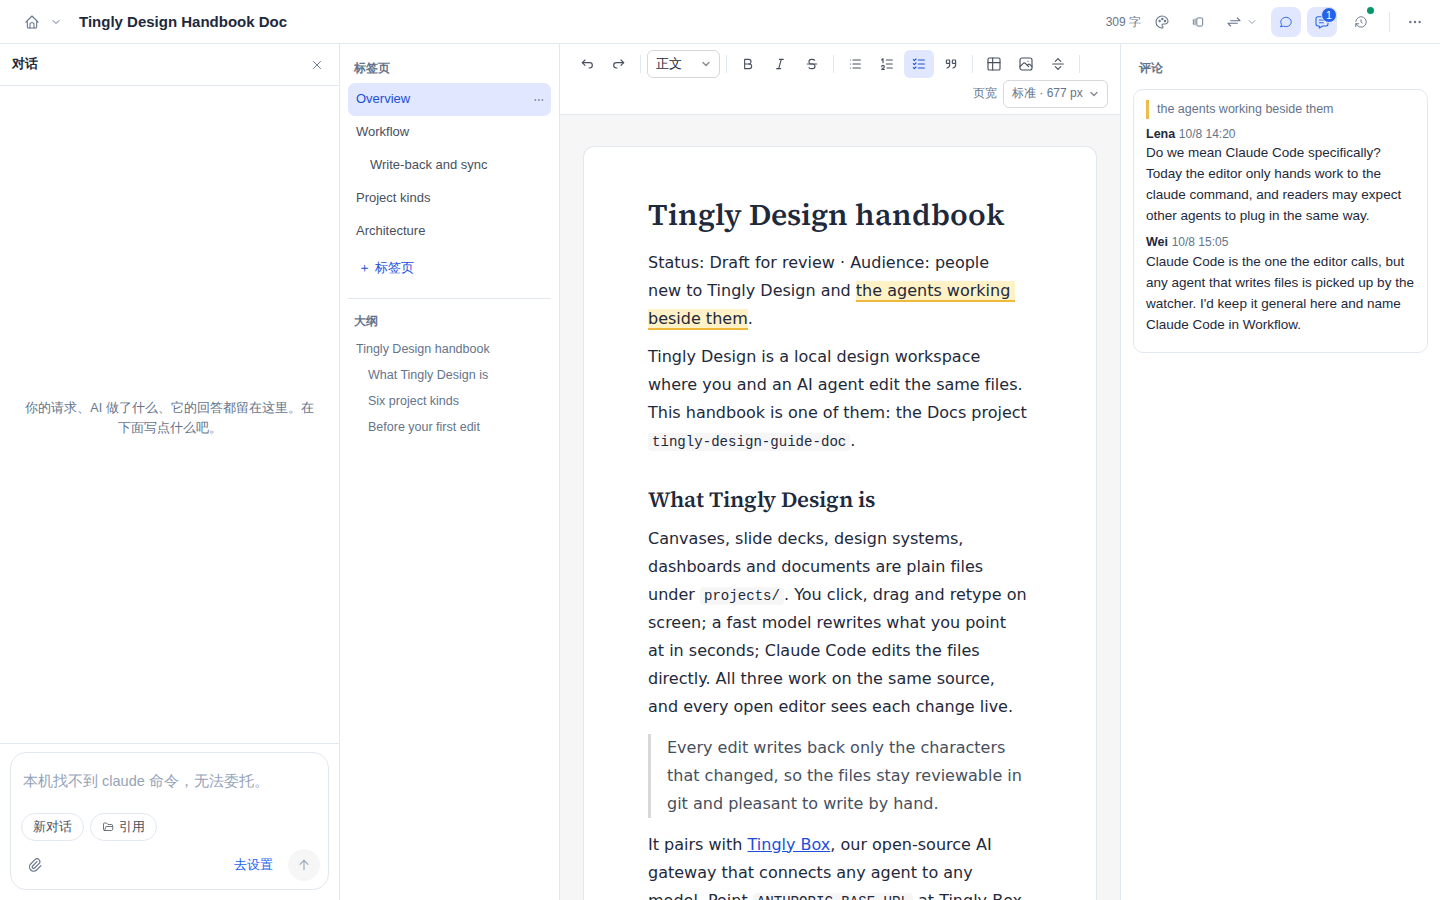 Tingly Design Handbook Doc
309 字
1
对话
你的请求、AI 做了什么、它的回答都留在这里。在
下面写点什么吧。
本机找不到 claude 命令，无法委托。
新对话
引用
去设置
标签页
Overview
Workflow
Write-back and sync
Project kinds
Architecture
+ 标签页
大纲
Tingly Design handbook
What Tingly Design is
Six project kinds
Before your first edit
正文
页宽
标准 · 677 px
Tingly Design handbook
Status: Draft for review · Audience: people
new to Tingly Design and the agents working
beside them.
Tingly Design is a local design workspace
where you and an AI agent edit the same files.
This handbook is one of them: the Docs project
tingly-design-guide-doc.
What Tingly Design is
Canvases, slide decks, design systems,
dashboards and documents are plain files
under projects/. You click, drag and retype on
screen; a fast model rewrites what you point
at in seconds; Claude Code edits the files
directly. All three work on the same source,
and every open editor sees each change live.
Every edit writes back only the characters
that changed, so the files stay reviewable in
git and pleasant to write by hand.
It pairs with Tingly Box, our open-source AI
gateway that connects any agent to any
model. Point ANTHROPIC_BASE_URL at Tingly Box
评论
the agents working beside them
Lena 10/8 14:20
Do we mean Claude Code specifically?
Today the editor only hands work to the
claude command, and readers may expect
other agents to plug in the same way.
Wei 10/8 15:05
Claude Code is the one the editor calls, but
any agent that writes files is picked up by the
watcher. I'd keep it general here and name
Claude Code in Workflow.